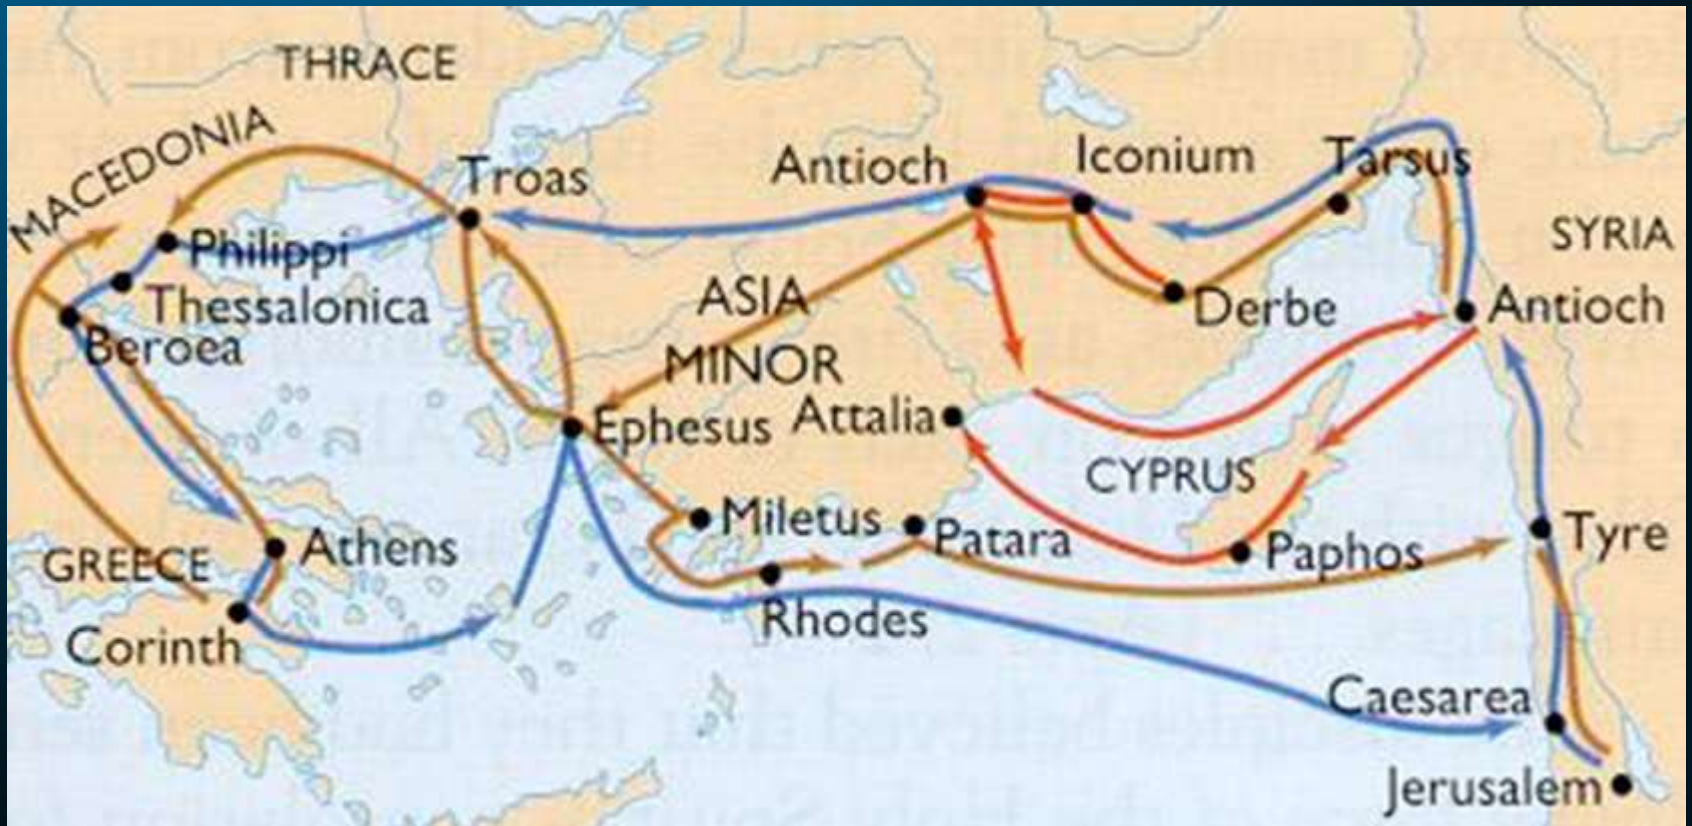 THRACE
MACEDONIA
Troas
Antioch
Iconium
Tarsus
SYRIA
Philippi
Thessalonica
Beroea
ASIA
MINOR
Derbe
Antioch
Ephesus
Attalia
CYPRUS
Miletus
Patara
Paphos
Tyre
GREECE
Athens
Corinth
Rhodes
Caesarea
Jerusalem